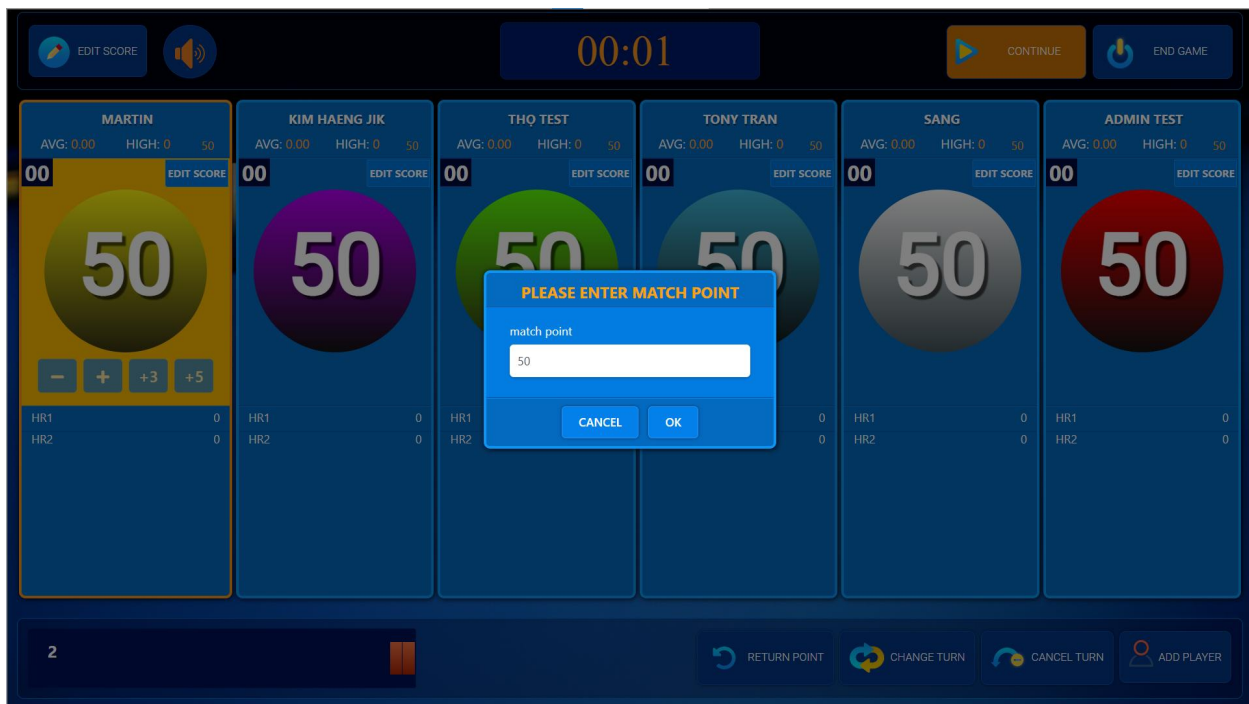 EDIT SCORE
00:01
CONTINUE
END GAME
MARTIN
AVG: 0.00 HIGH: 0 50
00 EDIT SCORE
50
− + +3 +5
HR1 0
HR2 0
KIM HAENG JIK
AVG: 0.00 HIGH: 0 50
00 EDIT SCORE
50
HR1 0
HR2 0
THỌ TEST
AVG: 0.00 HIGH: 0 50
00 EDIT SCORE
50
HR1
HR2
TONY TRAN
AVG: 0.00 HIGH: 0 50
00 EDIT SCORE
50
0
0
SANG
AVG: 0.00 HIGH: 0 50
00 EDIT SCORE
50
HR1 0
HR2 0
ADMIN TEST
AVG: 0.00 HIGH: 0 50
00 EDIT SCORE
50
HR1 0
HR2 0
PLEASE ENTER MATCH POINT
match point
50
CANCEL OK
2
RETURN POINT
CHANGE TURN
CANCEL TURN
ADD PLAYER